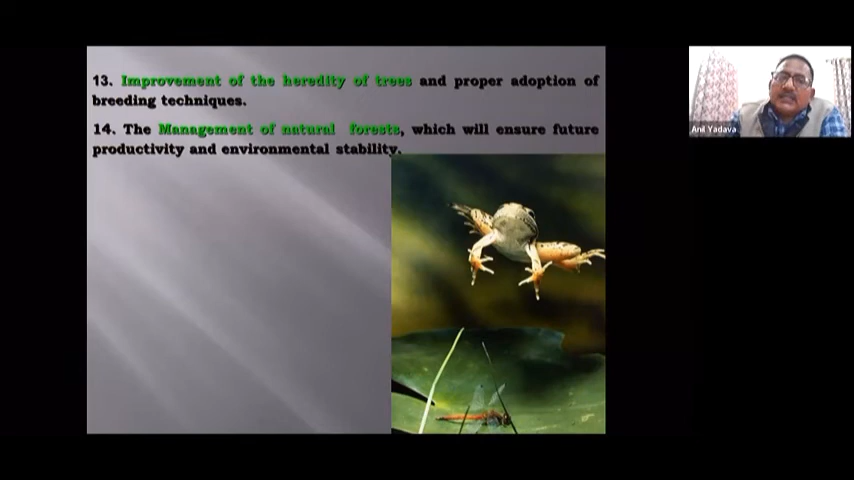 13. Improvement of the heredity of trees and proper adoption of
breeding techniques.
14. The Management of natural forests, which will ensure future
productivity and environmental stability.
Anil Yadava